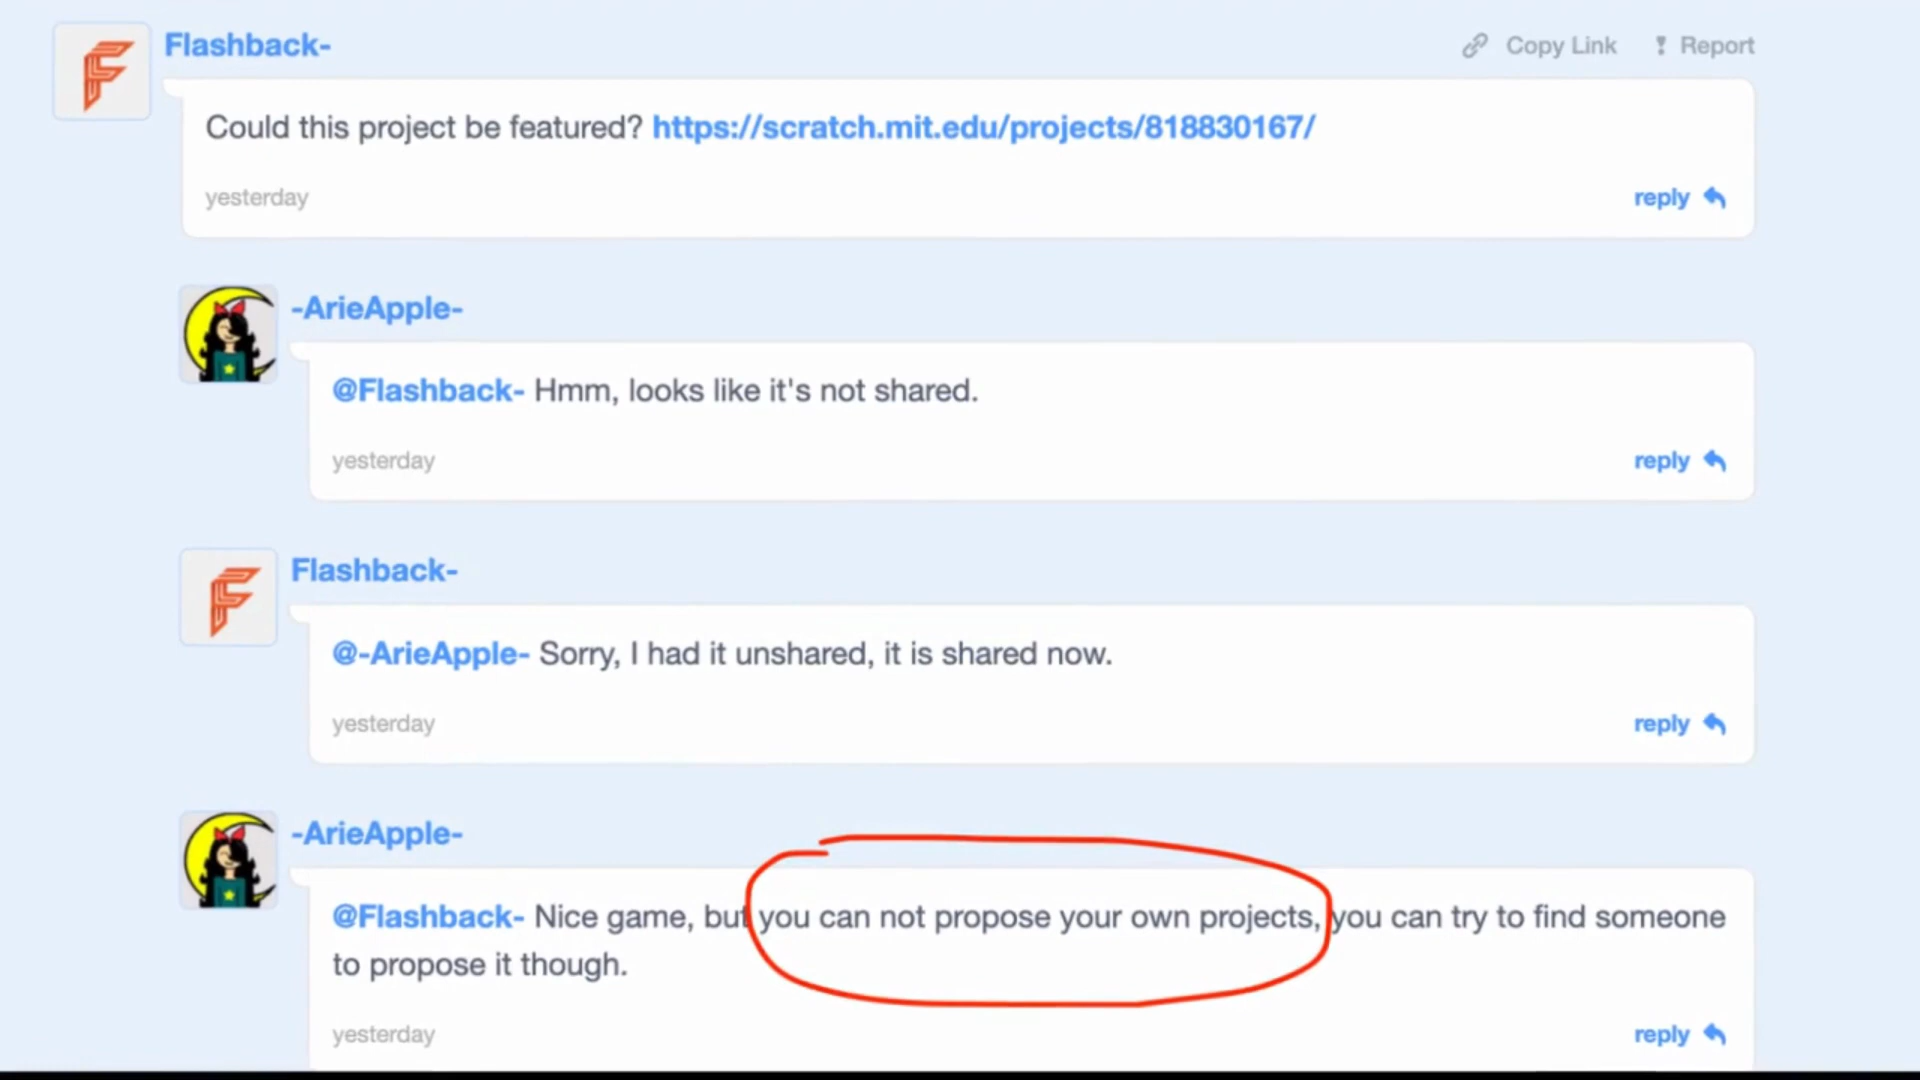 Flashback-
Copy Link
Report
Could this project be featured? https://scratch.mit.edu/projects/818830167/
yesterday
reply
-ArieApple-
@Flashback- Hmm, looks like it's not shared.
yesterday
reply
Flashback-
@-ArieApple- Sorry, I had it unshared, it is shared now.
yesterday
reply
-ArieApple-
@Flashback- Nice game, but you can not propose your own projects, you can try to find someone
to propose it though.
yesterday
reply